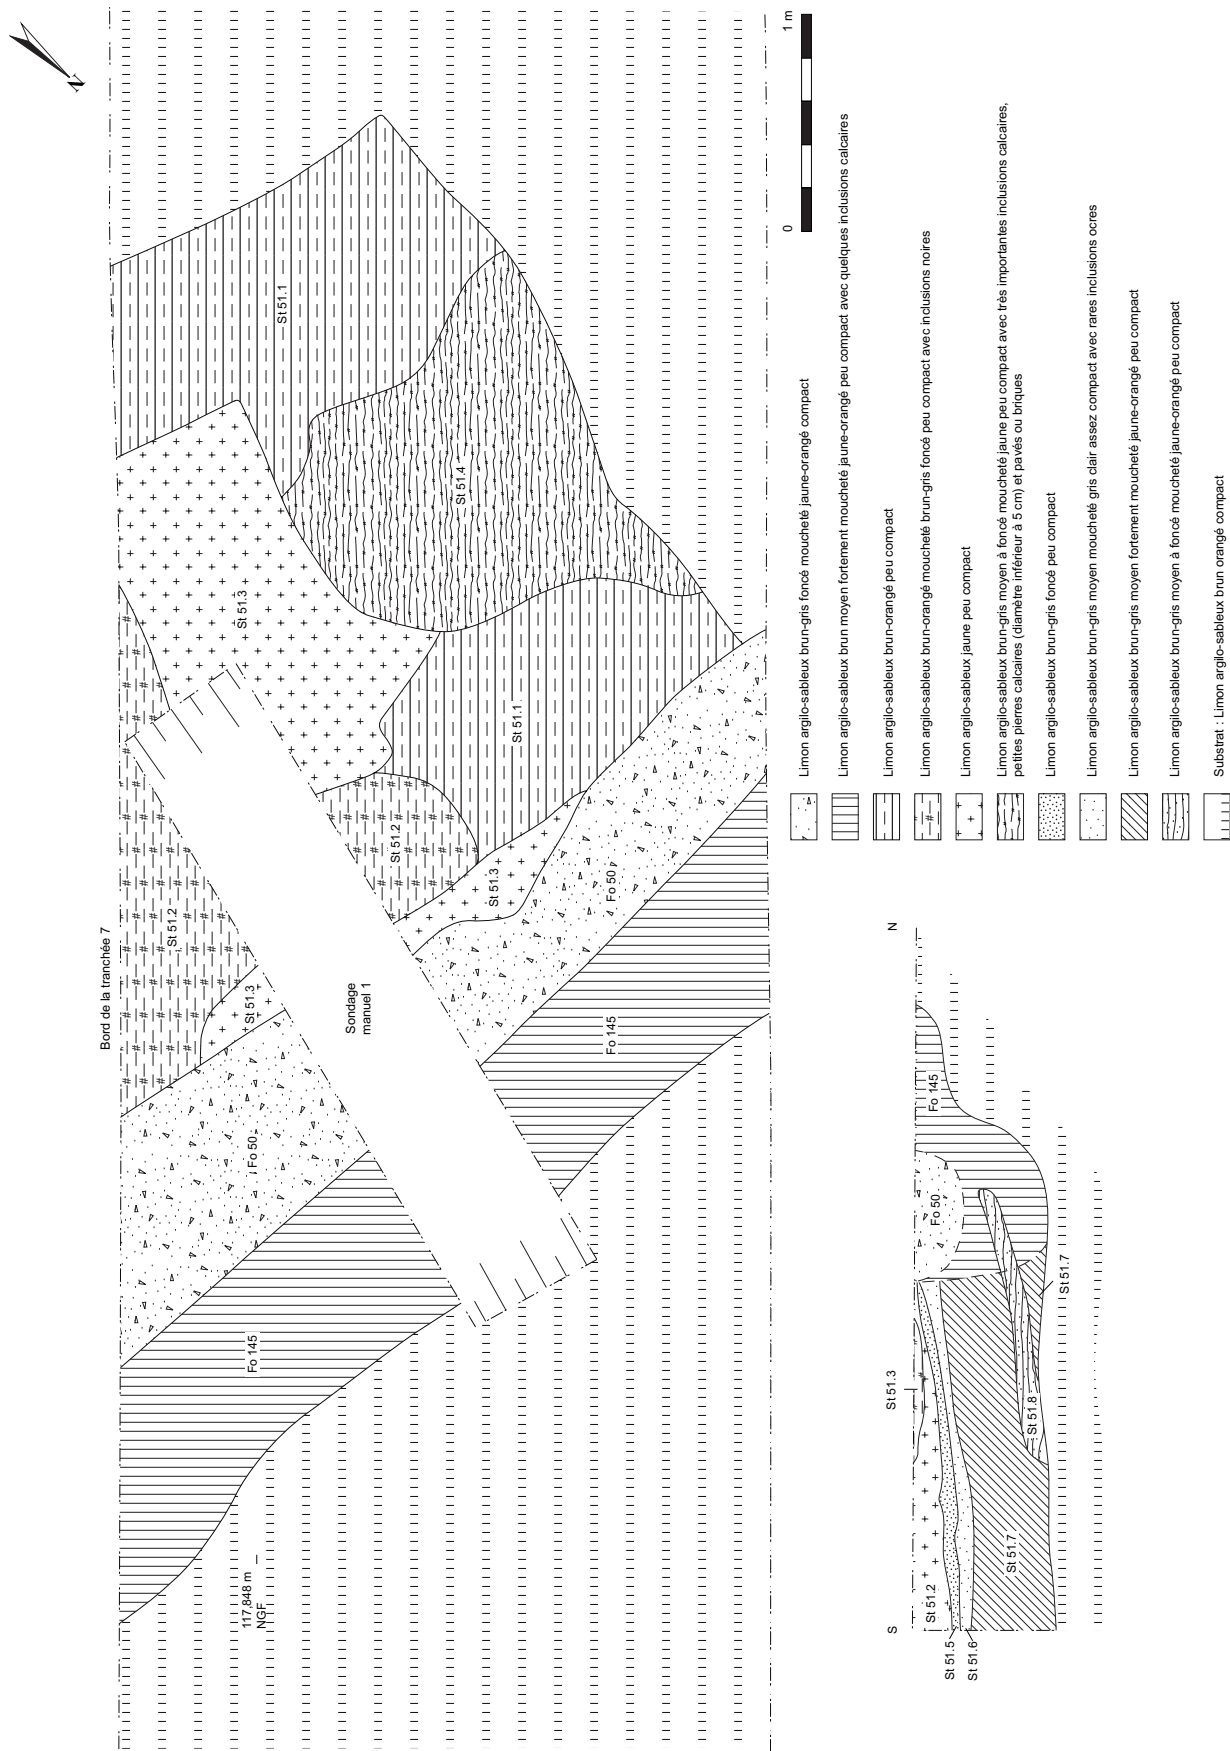 N
Bord de la tranchée 7
St 51.1
St 51.3
St 51.4
St 51.2
St 51.3
St 51.1
St 51.2
St 51.3
Fo 50
Fo 145
Sondage
manuel 1
Fo 50
Fo 145
117,848 m
NGF
0
1 m
Limon argilo-sableux brun-gris foncé moucheté jaune-orangé compact
Limon argilo-sableux brun moyen fortement moucheté jaune-orangé peu compact avec quelques inclusions calcaires
Limon argilo-sableux brun-orangé peu compact
Limon argilo-sableux brun-orangé moucheté brun-gris foncé peu compact avec inclusions noires
Limon argilo-sableux jaune peu compact
Limon argilo-sableux brun-gris moyen à foncé moucheté jaune peu compact avec très importantes inclusions calcaires,
petites pierres calcaires (diamètre inférieur à 5 cm) et pavés ou briques
Limon argilo-sableux brun-gris foncé peu compact
Limon argilo-sableux brun-gris moyen moucheté gris clair assez compact avec rares inclusions ocres
Limon argilo-sableux brun-gris moyen fortement moucheté jaune-orangé peu compact
Limon argilo-sableux brun-gris moyen à foncé moucheté jaune-orangé peu compact
Substrat : Limon argilo-sableux brun orangé compact
S
N
St 51.3
St 51.2
St 51.5
St 51.6
St 51.7
St 51.8
St 51.7
Fo 50
Fo 145